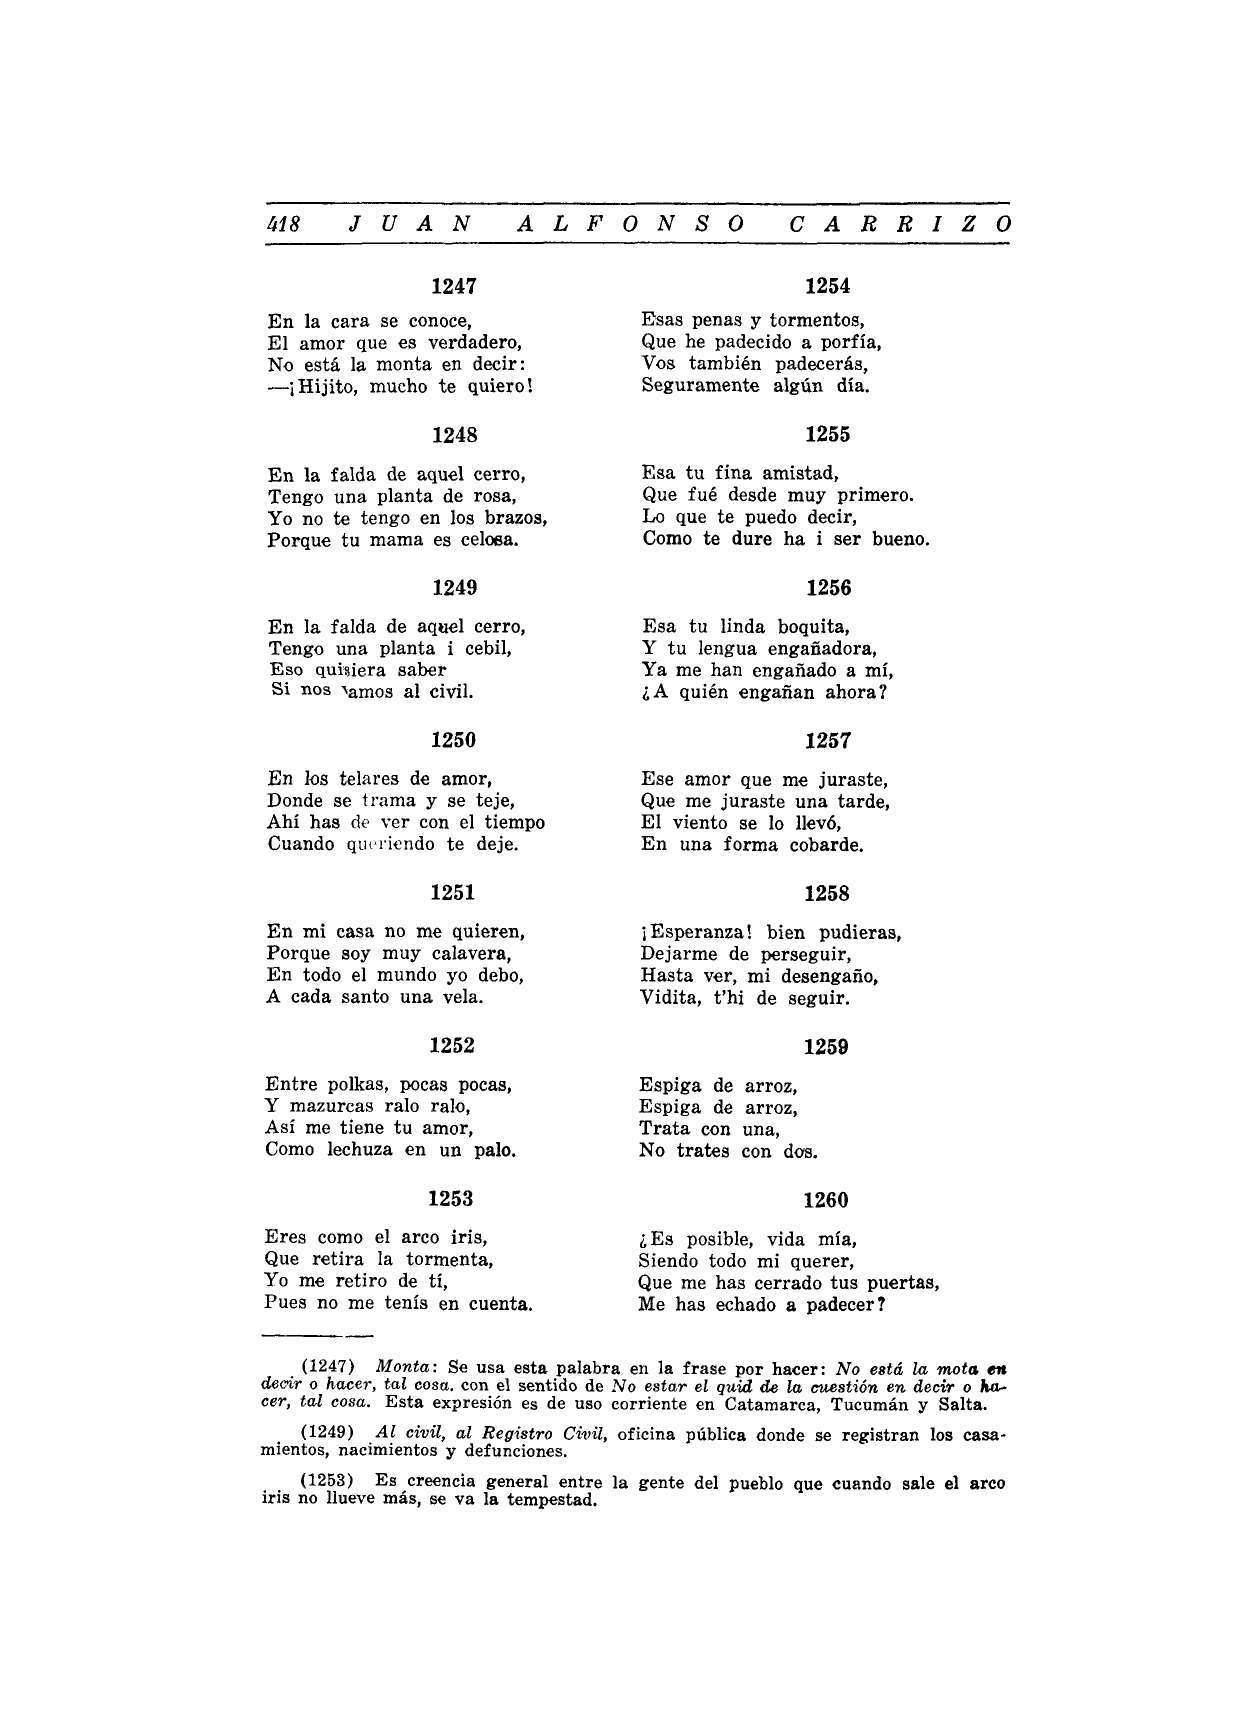 418 JUAN ALFONSO CARRIZO
1247
En la cara se conoce,
El amor que es verdadero,
No está la monta en decir:
—¡Hijito, mucho te quiero!
1248
En la falda de aquel cerro,
Tengo una planta de rosa,
Yo no te tengo en los brazos,
Porque tu mama es celosa.
1249
En la falda de aquel cerro,
Tengo una planta i cebil,
Eso quisiera saber
Si nos vamos al civil.
1250
En los telares de amor,
Donde se trama y se teje,
Ahí has de ver con el tiempo
Cuando queriendo te deje.
1251
En mi casa no me quieren,
Porque soy muy calavera,
En todo el mundo yo debo,
A cada santo una vela.
1252
Entre polkas, pocas pocas,
Y mazurcas ralo ralo,
Así me tiene tu amor,
Como lechuza en un palo.
1253
Eres como el arco iris,
Que retira la tormenta,
Yo me retiro de tí,
Pues no me tenís en cuenta.
1254
Esas penas y tormentos,
Que he padecido a porfía,
Vos también padecerás,
Seguramente algún día.
1255
Esa tu fina amistad,
Que fué desde muy primero.
Lo que te puedo decir,
Como te dure ha i ser bueno.
1256
Esa tu linda boquita,
Y tu lengua engañadora,
Ya me han engañado a mí,
¿A quién engañan ahora?
1257
Ese amor que me juraste,
Que me juraste una tarde,
El viento se lo llevó,
En una forma cobarde.
1258
¡Esperanza! bien pudieras,
Dejarme de perseguir,
Hasta ver, mi desengaño,
Vidita, t'hi de seguir.
1259
Espiga de arroz,
Espiga de arroz,
Trata con una,
No trates con dos.
1260
¿Es posible, vida mía,
Siendo todo mi querer,
Que me has cerrado tus puertas,
Me has echado a padecer?
(1247) Monta: Se usa esta palabra en la frase por hacer: No está la mota en
decir o hacer, tal cosa. con el sentido de No estar el quid de la cuestión en decir o ha-
cer, tal cosa. Esta expresión es de uso corriente en Catamarca, Tucumán y Salta.
(1249) Al civil, al Registro Civil, oficina pública donde se registran los casa-
mientos, nacimientos y defunciones.
(1253) Es creencia general entre la gente del pueblo que cuando sale el arco
iris no llueve más, se va la tempestad.